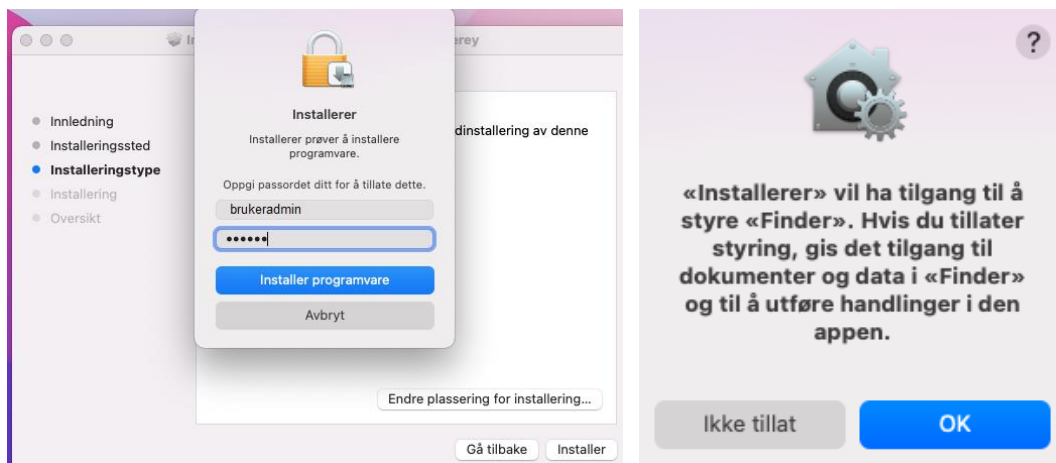 In
erey
Innledning
Installeringssted
Installeringstype
Installering
Oversikt
dinstallering av denne
Installerer
Installerer prøver å installere
programvare.
Oppgi passordet ditt for å tillate dette.
brukeradmin
••••••
Installer programvare
Avbryt
Endre plassering for installering...
Gå tilbake
Installer
?
«Installerer» vil ha tilgang til å
styre «Finder». Hvis du tillater
styring, gis det tilgang til
dokumenter og data i «Finder»
og til å utføre handlinger i den
appen.
Ikke tillat
OK